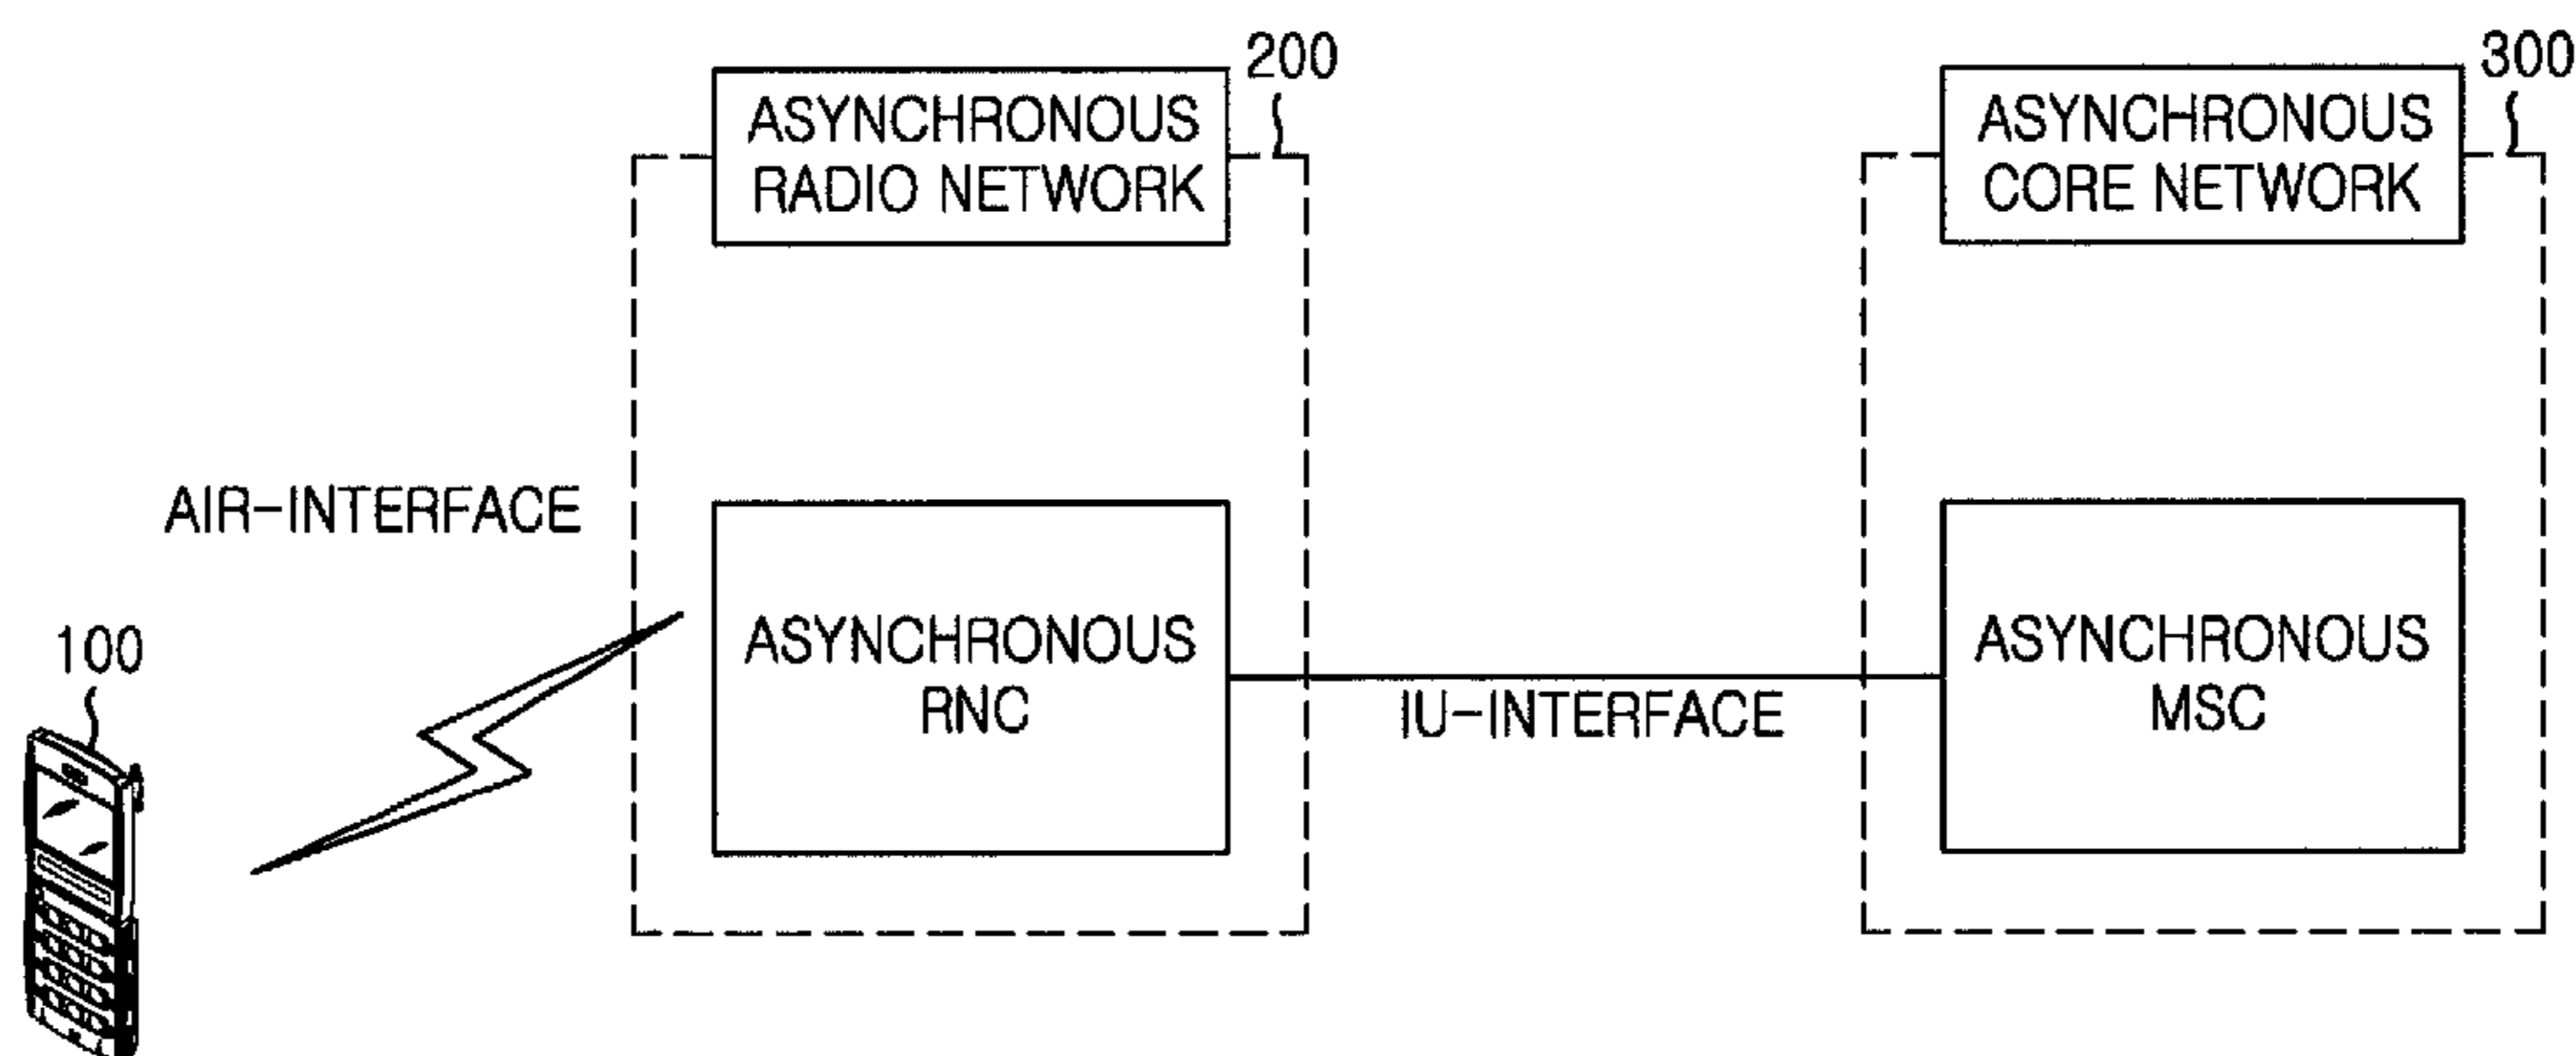 200
300
ASYNCHRONOUS
RADIO NETWORK
ASYNCHRONOUS
CORE NETWORK
AIR-INTERFACE
100
ASYNCHRONOUS
RNC
IU-INTERFACE
ASYNCHRONOUS
MSC